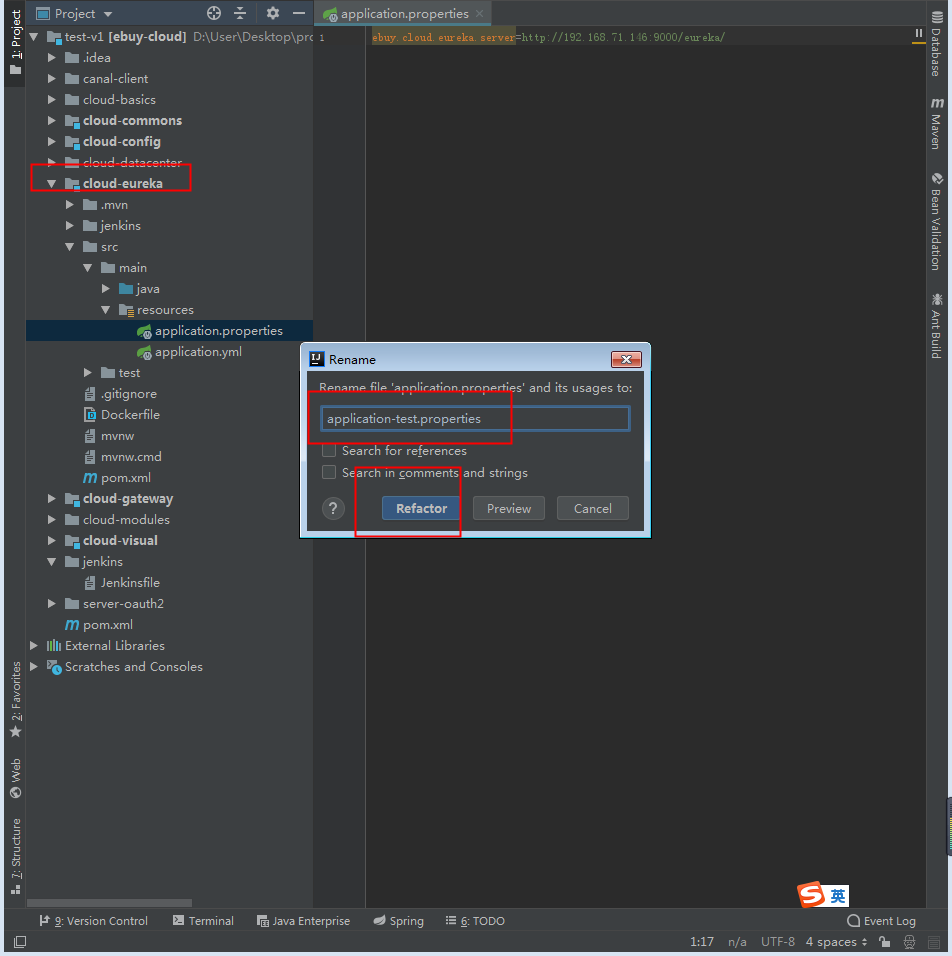 1: Project
Project
application.properties
test-v1 [ebuy-cloud] D:\User\Desktop\pro
1
ebuy.cloud.eureka.server=http://192.168.71.146:9000/eureka/
.idea
canal-client
cloud-basics
cloud-commons
cloud-config
cloud-datacenter
cloud-eureka
.mvn
jenkins
src
main
java
resources
application.properties
application.yml
test
.gitignore
Dockerfile
mvnw
mvnw.cmd
pom.xml
cloud-gateway
cloud-modules
cloud-visual
jenkins
Jenkinsfile
server-oauth2
pom.xml
External Libraries
Scratches and Consoles
Rename
Rename file 'application.properties' and its usages to:
application-test.properties
Search for references
Search in comments and strings
?
Refactor
Preview
Cancel
Database
Maven
Bean Validation
Ant Build
2: Favorites
Web
7: Structure
英
9: Version Control
Terminal
Java Enterprise
Spring
6: TODO
Event Log
1:17
n/a
UTF-8
4 spaces